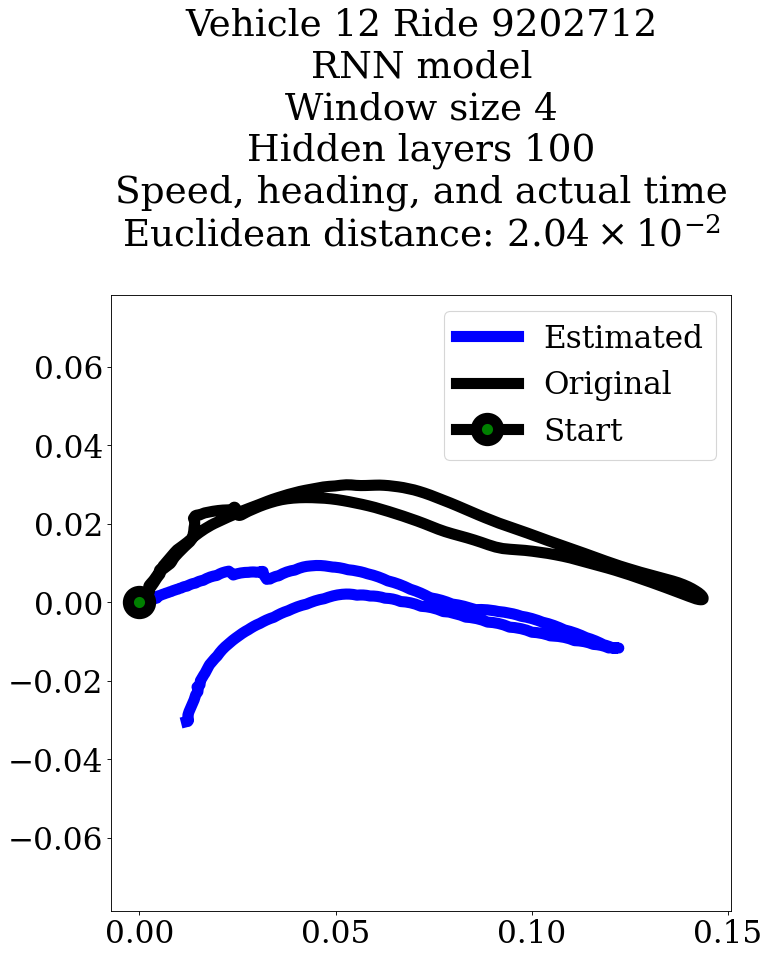 Vehicle 12 Ride 9202712
RNN model
Window size 4
Hidden layers 100
Speed, heading, and actual time
Euclidean distance: 2.04 × 10⁻²
Estimated
Original
Start
0.06
0.04
0.02
0.00
−0.02
−0.04
−0.06
0.00 0.05 0.10 0.15